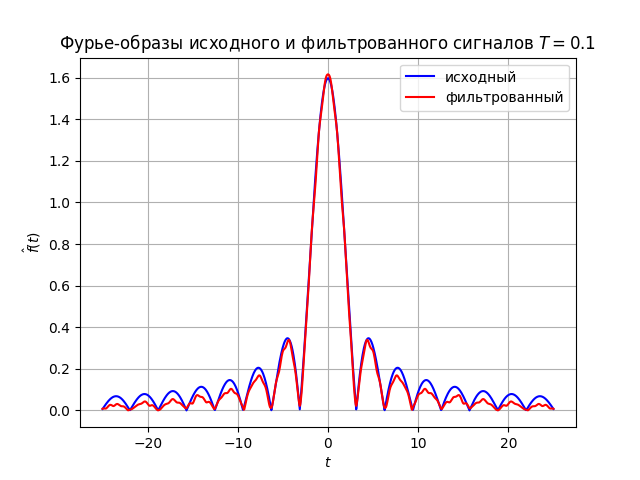 Фурье-образы исходного и фильтрованного сигналов T = 0.1
исходный
фильтрованный
1.6
1.4
1.2
1.0
0.8
0.6
0.4
0.2
0.0
f̂(t)
−20 −10 0 10 20
t